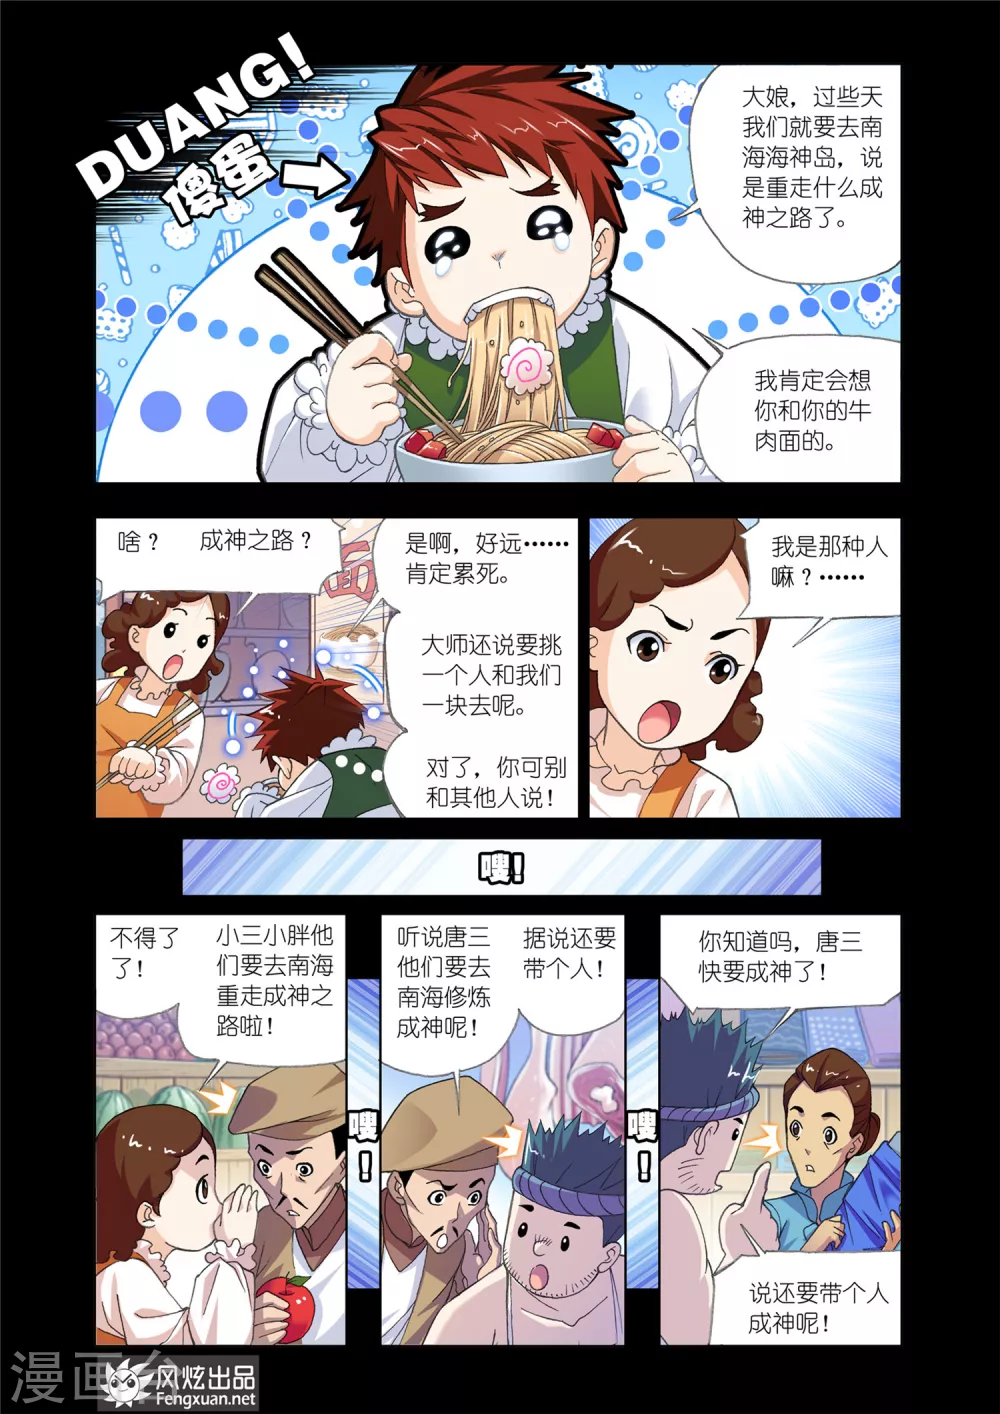 DUANG!
傻蛋
大娘，过些天
我们就要去南
海海神岛，说
是重走什么成
神之路了。
我肯定会想
你和你的牛
肉面的。
啥？ 成神之路？
是啊，好远……
肯定累死。
大师还说要挑
一个人和我们
一块去呢。
对了，你可别
和其他人说！
面
我是那种人
嘛？……
嗖！
不得了
了！
小三小胖他
们要去南海
重走成神之
路啦！
嗖！
听说唐三
他们要去
南海修炼
成神呢！
据说还要
带个人！
嗖！
你知道吗，唐三
快要成神了！
说还要带个人
成神呢！
漫画台
风炫出品
Fengxuan.net